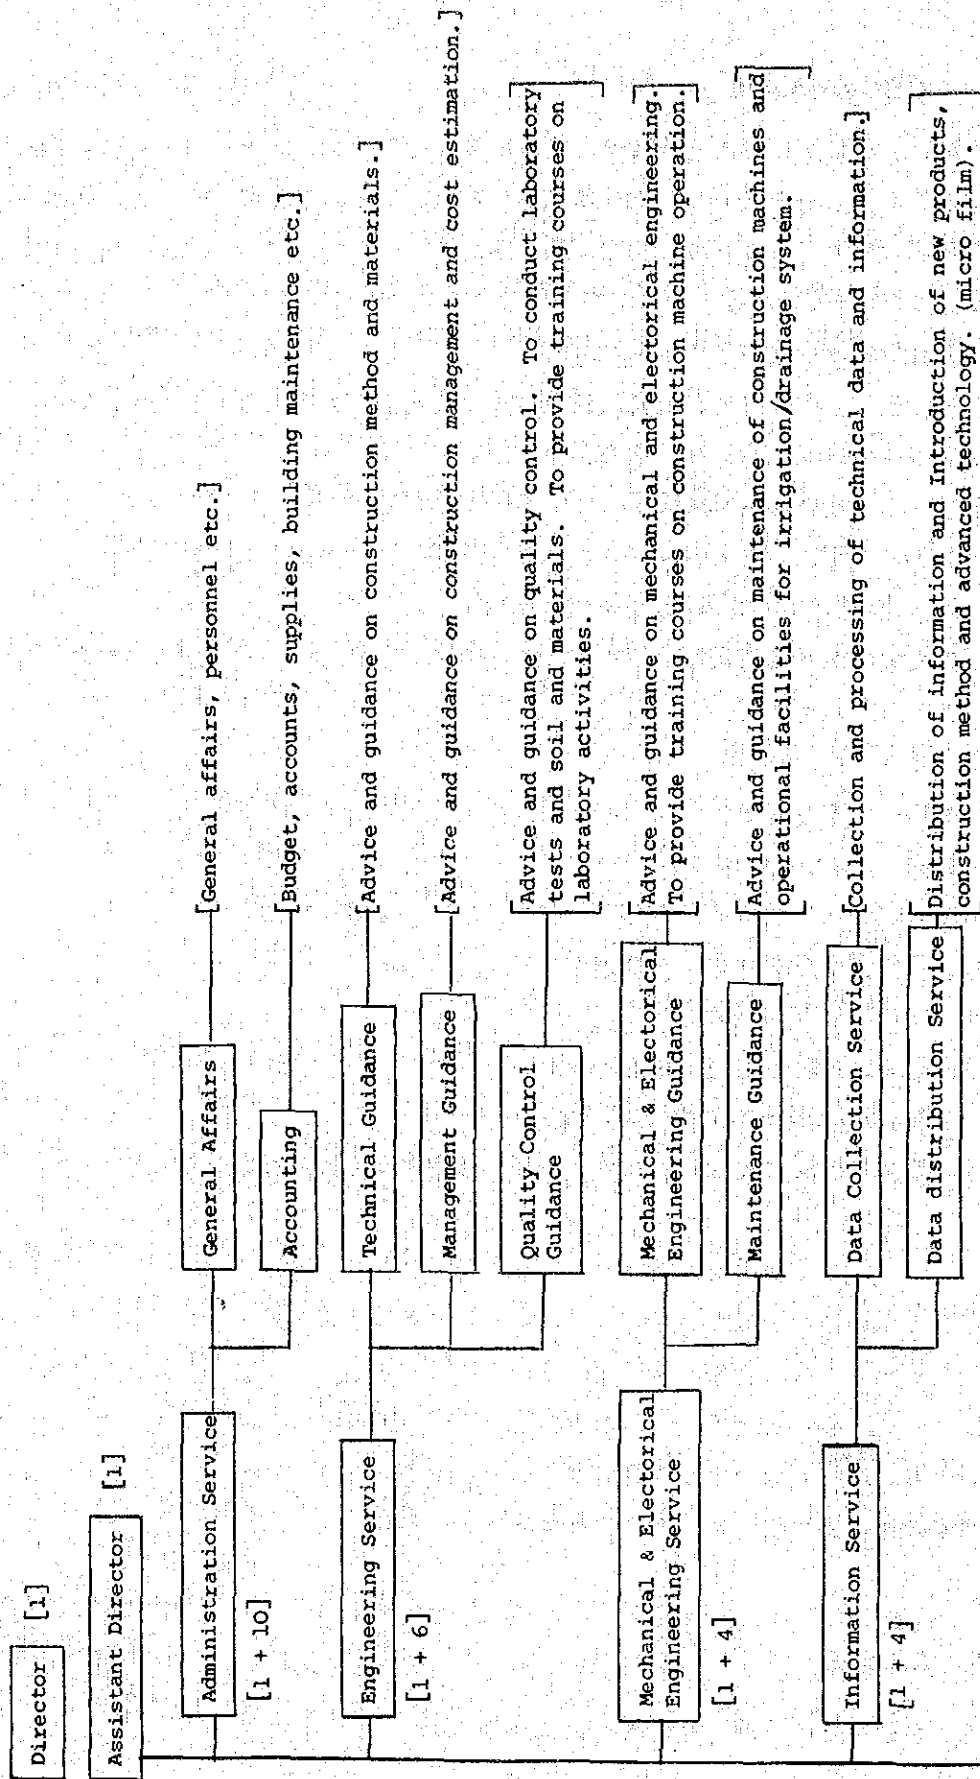 Director [1]
Assistant Director [1]
Administration Service
[1 + 10]
General Affairs
[General affairs, personnel etc.]
Accounting
[Budget, accounts, supplies, building maintenance etc.]
Engineering Service
[1 + 6]
Technical Guidance
[Advice and guidance on construction method and materials.]
Management Guidance
[Advice and guidance on construction management and cost estimation.]
Quality Control
Guidance
[Advice and guidance on quality control. To conduct laboratory
tests and soil and materials. To provide training courses on
laboratory activities.]
Mechanical & Electorical
Engineering Service
[1 + 4]
Mechanical & Electorical
Engineering Guidance
[Advice and guidance on mechanical and electorical engineering.
To provide training courses on construction machine operation.]
Maintenance Guidance
[Advice and guidance on maintenance of construction machines and
operational facilities for irrigation/drainage system.]
Information Service
[1 + 4]
Data Collection Service
[Collection and processing of technical data and information.]
Data distribution Service
[Distribution of information and Introduction of new products,
construction method and advanced technology. (micro film).